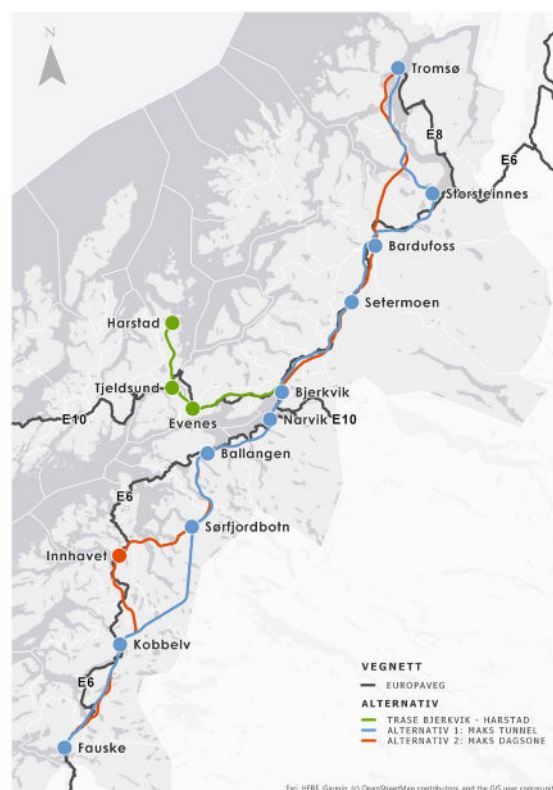 N
Tromsø
E8
E6
Storsteinnes
Bardufoss
Setermoen
Harstad
Tjeldsund
Bjerkvik
Evenes
E10
Narvik
E10
Ballangen
E6
Sørfjordbotn
Innhavet
Kobbelv
E6
Fauske
VEGNETT
EUROPAVEG
ALTERNATIV
TRASE BJERKVIK - HARSTAD
ALTERNATIV 1: MAKS TUNNEL
ALTERNATIV 2: MAKS DAGSONE
Esri, HERE, Garmin, (c) OpenStreetMap contributors, and the GIS user communi